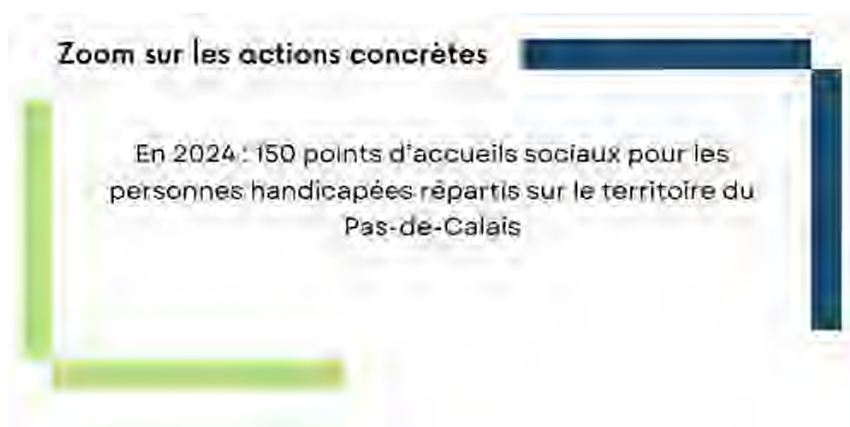 Zoom sur les actions concrètes
En 2024 : 150 points d'accueils sociaux pour les
personnes handicapées répartis sur le territoire du
Pas-de-Calais